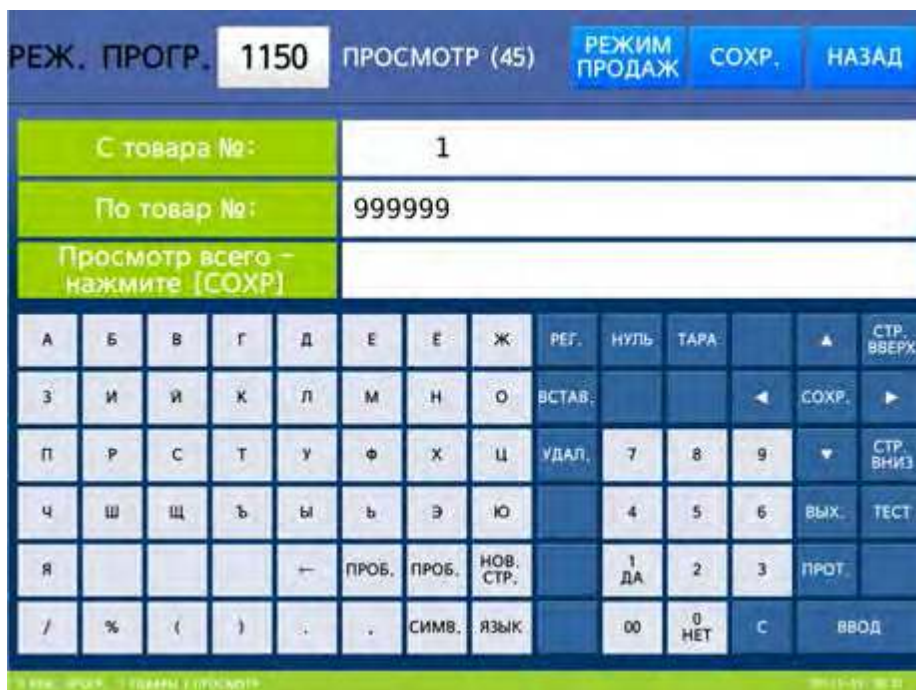 РЕЖ. ПРОГР. 1150 ПРОСМОТР (45) РЕЖИМ ПРОДАЖ СОХР. НАЗАД
С товара №: 1
По товар №: 999999
Просмотр всего –
нажмите [СОХР]
А Б В Г Д Е Ё Ж РЕГ. НУЛЬ ТАРА ▲ СТР. ВВЕРХ
З И Й К Л М Н О ВСТАВ. ◄ СОХР. ►
П Р С Т У Ф Х Ц УДАЛ. 7 8 9 ▼ СТР. ВНИЗ
Ч Ш Щ Ъ Ы Ь Э Ю 4 5 6 ВЫХ. ТЕСТ
Я ← ПРОБ. ПРОБ. НОВ. СТР. 1 ДА 2 3 ПРОТ.
/ % ( ) . . СИМВ. ЯЗЫК 00 0 НЕТ С ВВОД